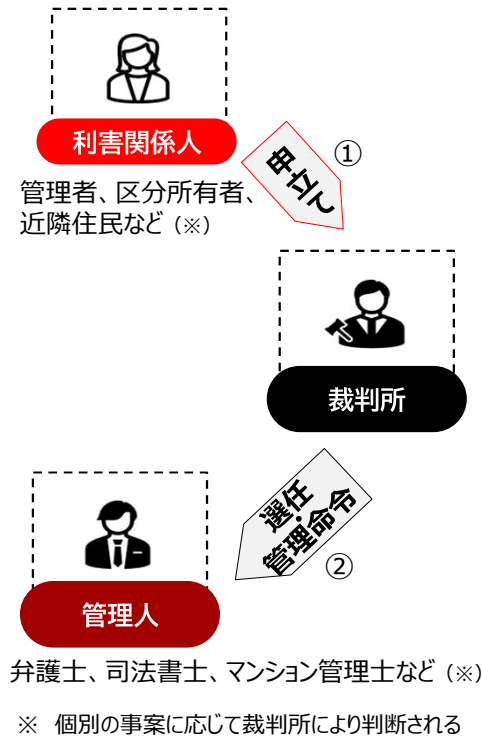 利害関係人
管理者、区分所有者、
近隣住民など（※）
申立て
①
裁判所
選任・
管理命令
②
管理人
弁護士、司法書士、マンション管理士など（※）
※　個別の事案に応じて裁判所により判断される